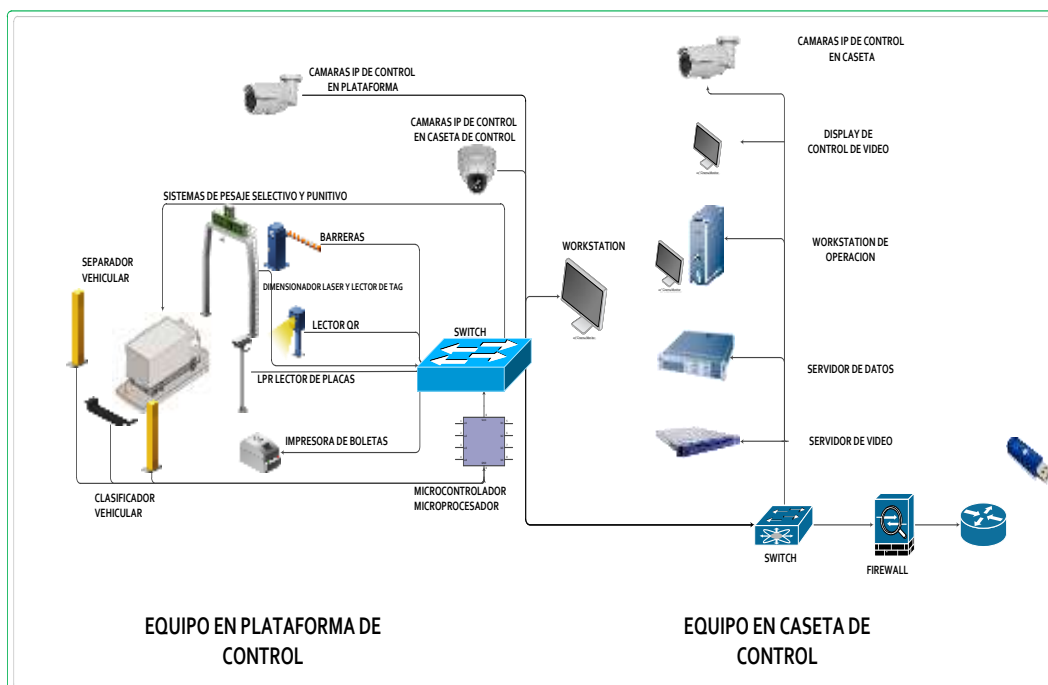 CAMARAS IP DE CONTROL
EN CASETA
CAMARAS IP DE CONTROL
EN PLATAFORMA
CAMARAS IP DE CONTROL
EN CASETA DE CONTROL
DISPLAY DE
CONTROL DE VIDEO
SISTEMAS DE PESAJE SELECTIVO Y PUNITIVO
BARRERAS
WORKSTATION
WORKSTATION DE
OPERACION
SEPARADOR
VEHICULAR
DIMENSIONADOR LASER Y LECTOR DE TAG
LECTOR QR
SWITCH
SERVIDOR DE DATOS
LPR LECTOR DE PLACAS
IMPRESORA DE BOLETAS
SERVIDOR DE VIDEO
CLASIFICADOR
VEHICULAR
MICROCONTROLADOR
MICROPROCESADOR
SWITCH
FIREWALL
EQUIPO EN PLATAFORMA DE
CONTROL
EQUIPO EN CASETA DE
CONTROL